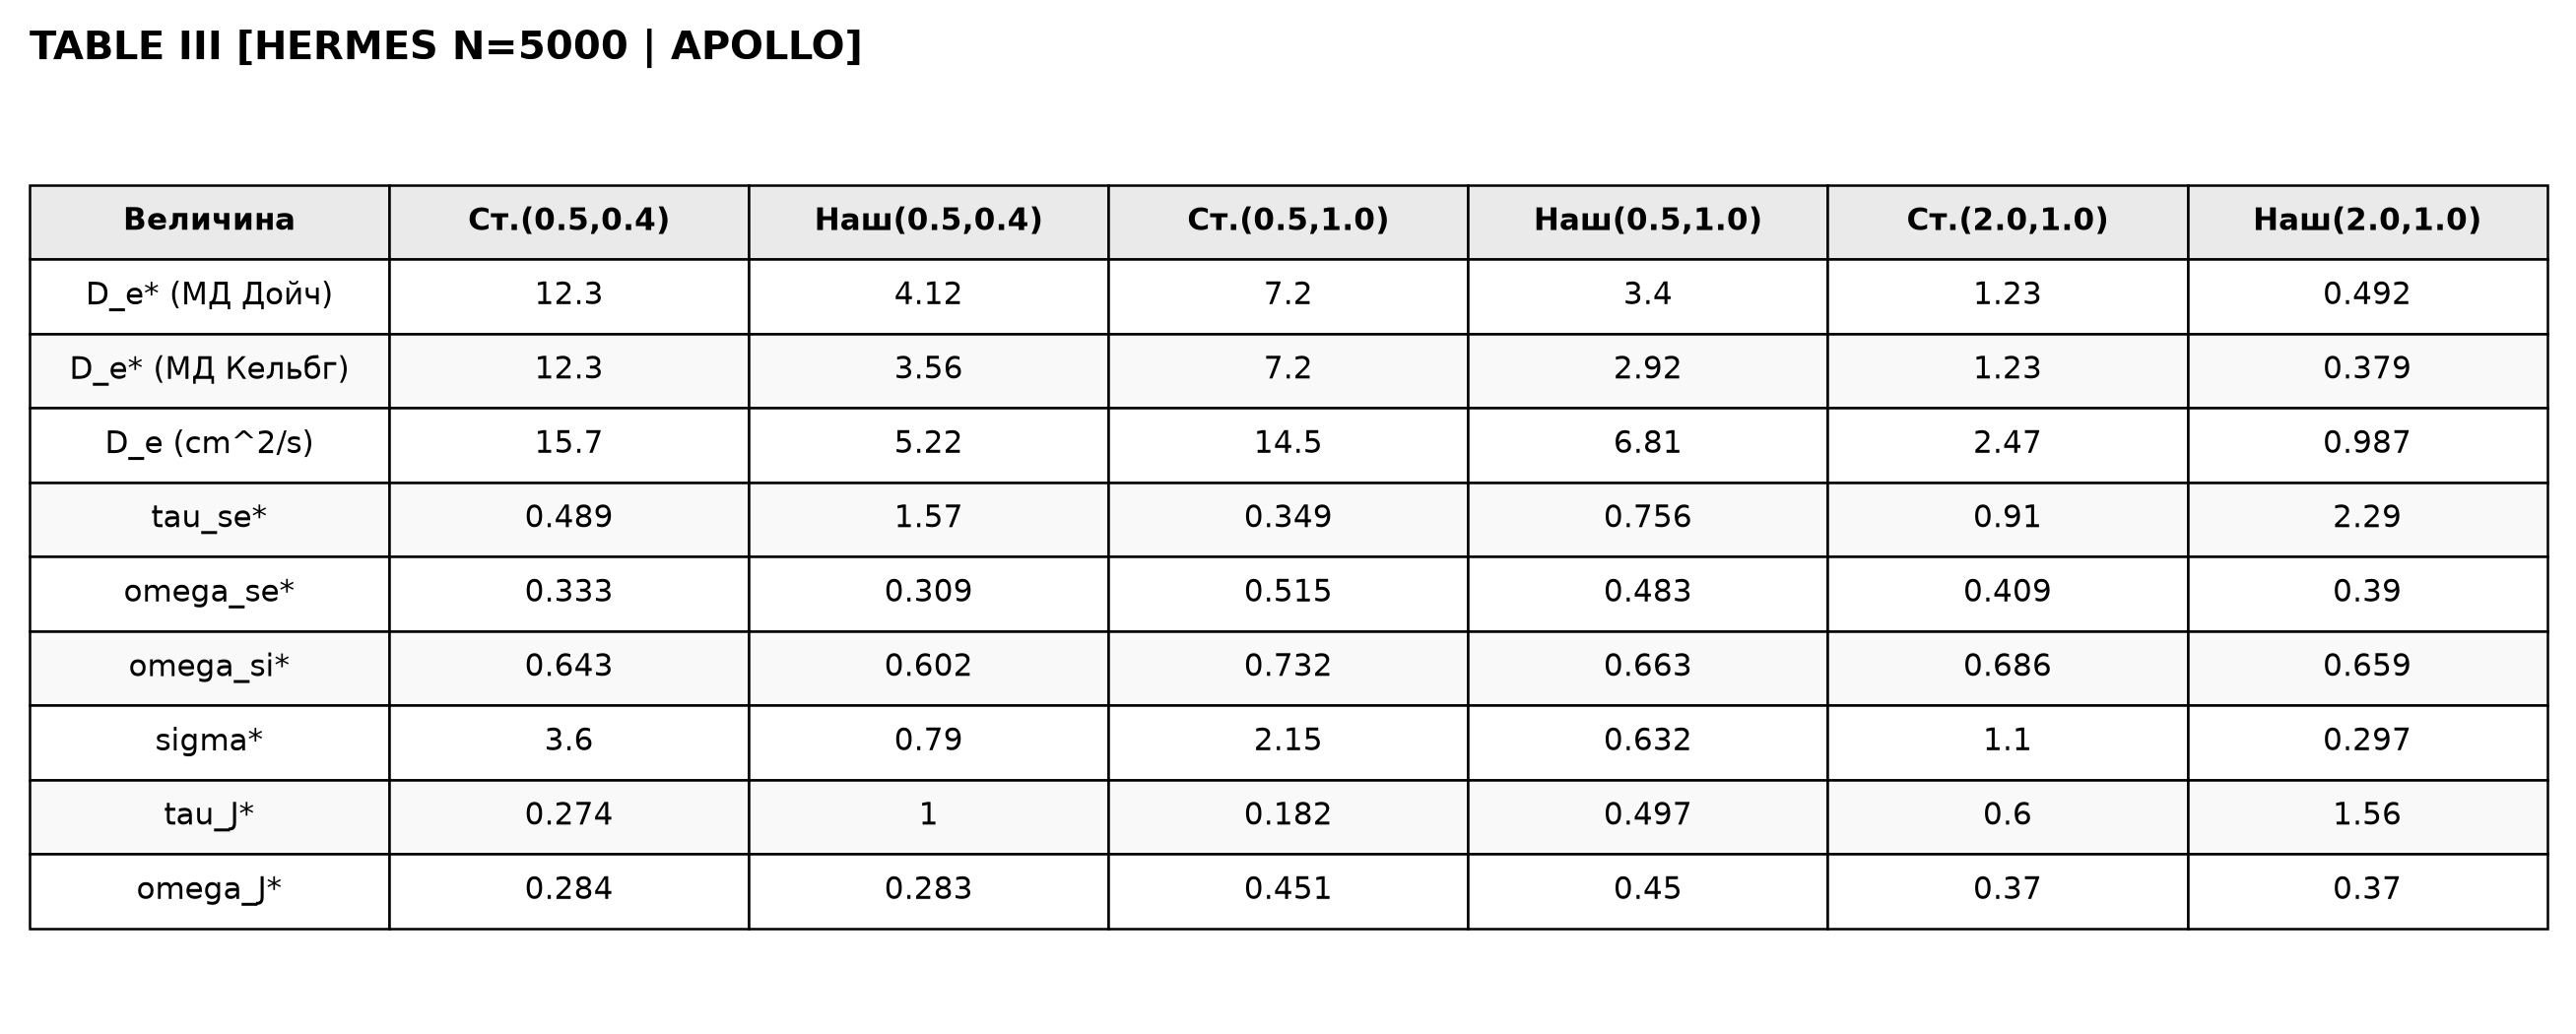 TABLE III [HERMES N=5000 | APOLLO]
Величина Ст.(0.5,0.4) Наш(0.5,0.4) Ст.(0.5,1.0) Наш(0.5,1.0) Ст.(2.0,1.0) Наш(2.0,1.0)
D_e* (МД Дойч) 12.3 4.12 7.2 3.4 1.23 0.492
D_e* (МД Кельбг) 12.3 3.56 7.2 2.92 1.23 0.379
D_e (cm^2/s) 15.7 5.22 14.5 6.81 2.47 0.987
tau_se* 0.489 1.57 0.349 0.756 0.91 2.29
omega_se* 0.333 0.309 0.515 0.483 0.409 0.39
omega_si* 0.643 0.602 0.732 0.663 0.686 0.659
sigma* 3.6 0.79 2.15 0.632 1.1 0.297
tau_J* 0.274 1 0.182 0.497 0.6 1.56
omega_J* 0.284 0.283 0.451 0.45 0.37 0.37